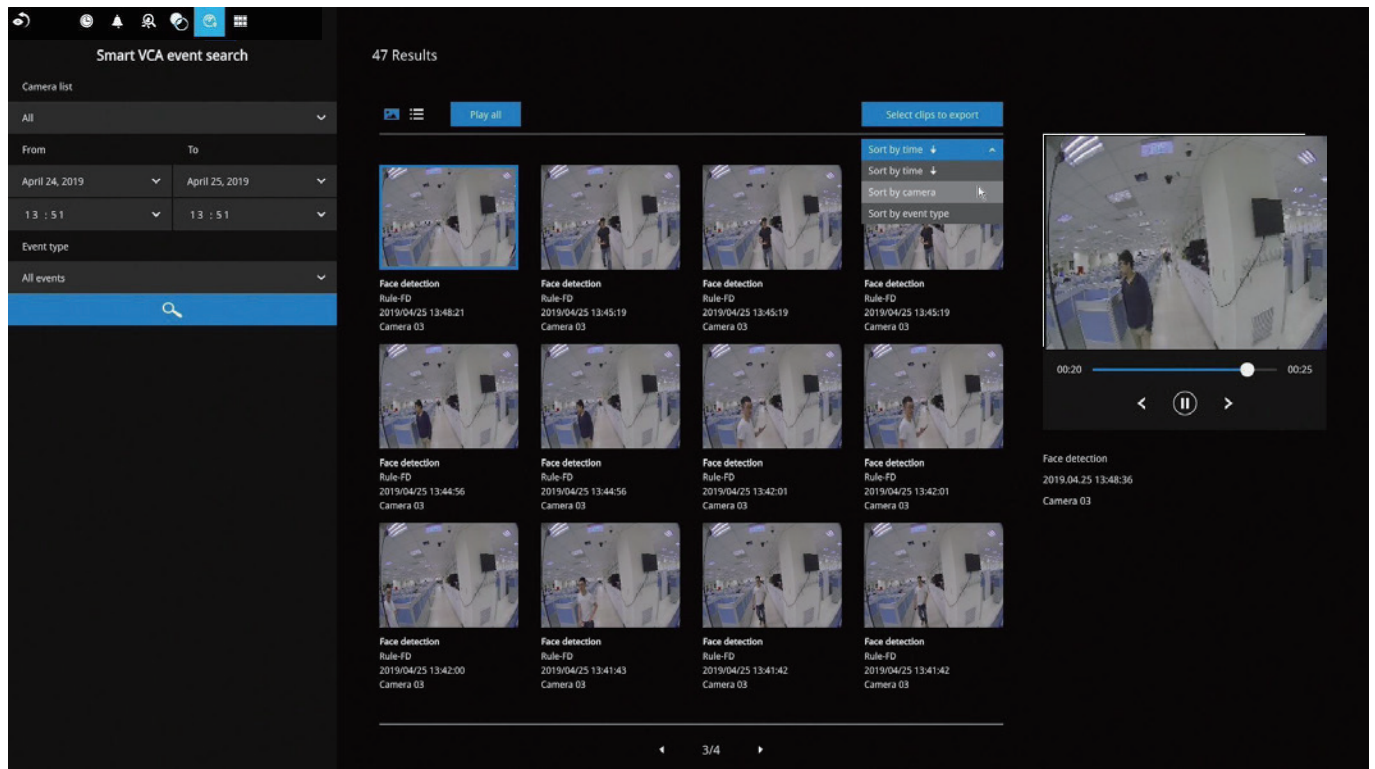 Smart VCA event search
Camera list
All
From To
April 24, 2019 April 25, 2019
13 : 51 13 : 51
Event type
All events
47 Results
Play all
Select clips to export
Sort by time ↓
Sort by time ↓
Sort by camera
Sort by event type
Face detection
Rule-FD
2019/04/25 13:48:21
Camera 03
Face detection
Rule-FD
2019/04/25 13:45:19
Camera 03
Face detection
Rule-FD
2019/04/25 13:45:19
Camera 03
Face detection
Rule-FD
2019/04/25 13:45:19
Camera 03
Face detection
Rule-FD
2019/04/25 13:44:56
Camera 03
Face detection
Rule-FD
2019/04/25 13:44:56
Camera 03
Face detection
Rule-FD
2019/04/25 13:42:01
Camera 03
Face detection
Rule-FD
2019/04/25 13:42:01
Camera 03
Face detection
Rule-FD
2019/04/25 13:42:00
Camera 03
Face detection
Rule-FD
2019/04/25 13:41:43
Camera 03
Face detection
Rule-FD
2019/04/25 13:41:42
Camera 03
Face detection
Rule-FD
2019/04/25 13:41:42
Camera 03
3/4
00:20 00:25
Face detection
2019.04.25 13:48:36
Camera 03